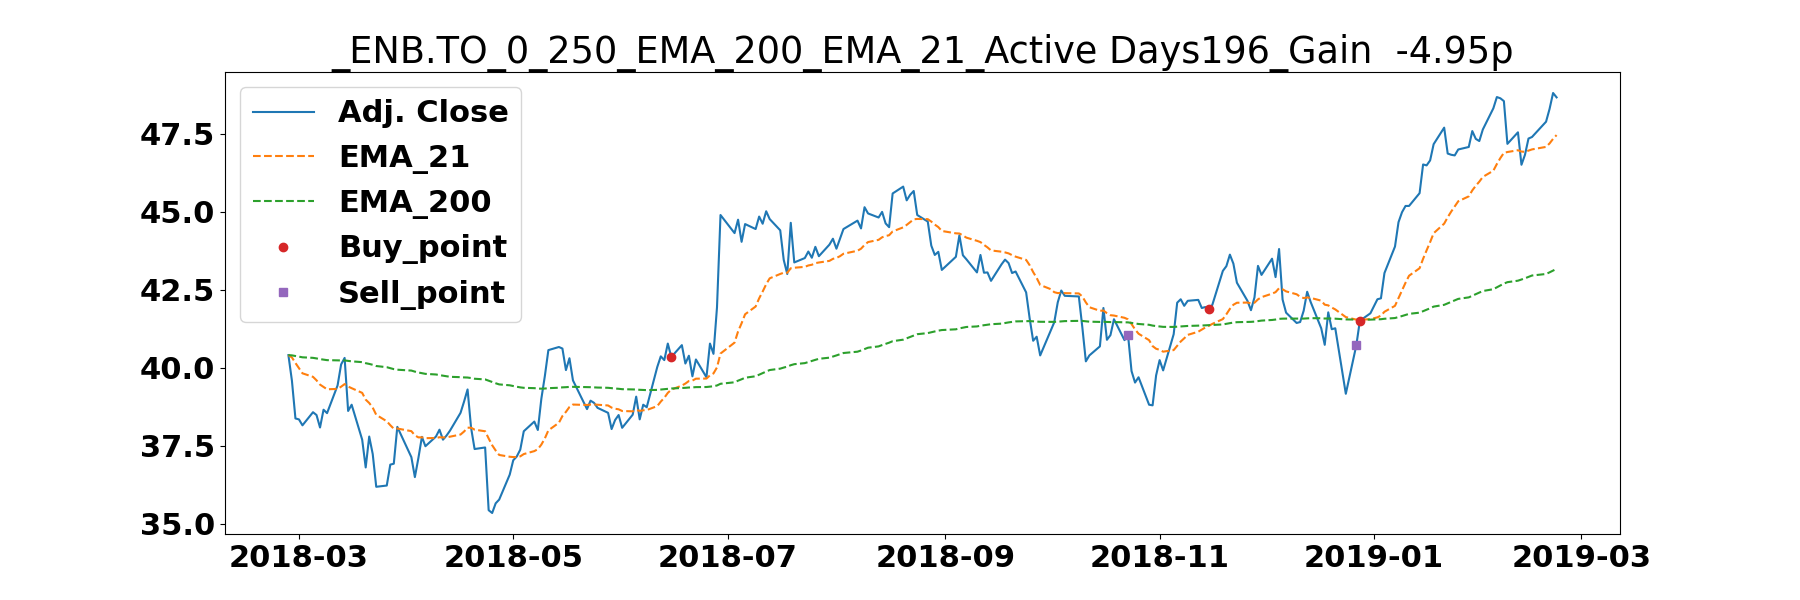 _ENB.TO_0_250_EMA_200_EMA_21_Active Days196_Gain  -4.95p
Adj. Close
EMA_21
EMA_200
Buy_point
Sell_point
47.5
45.0
42.5
40.0
37.5
35.0
2018-03 2018-05 2018-07 2018-09 2018-11 2019-01 2019-03